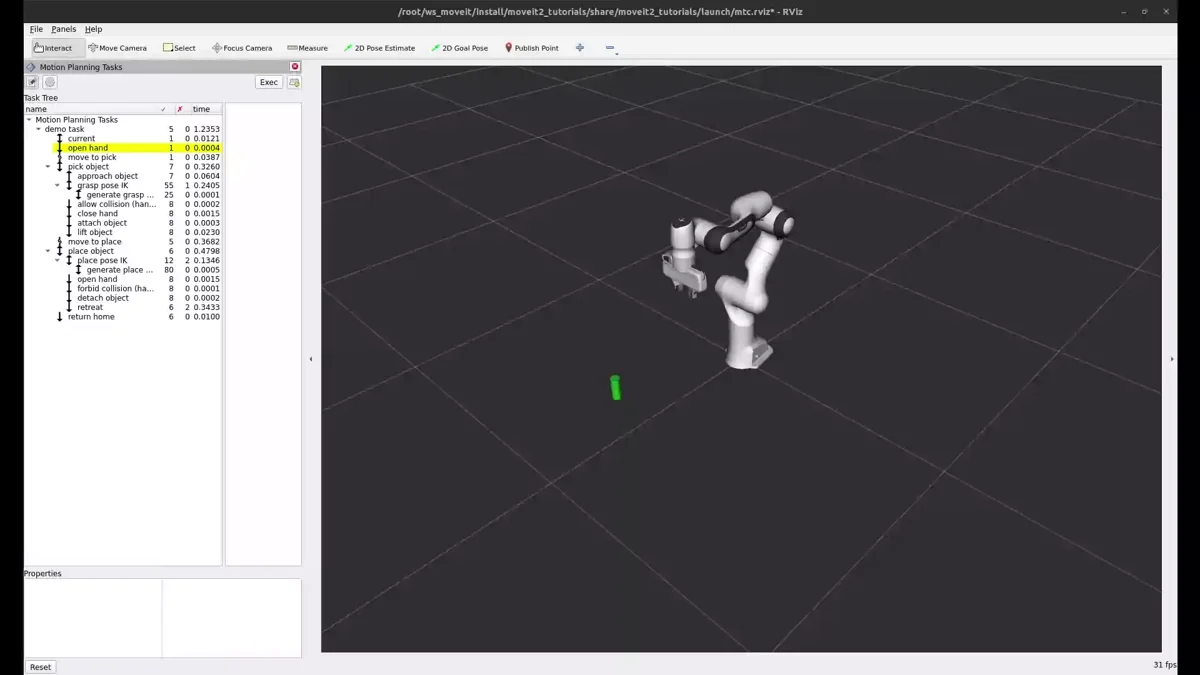 /root/ws_moveit/install/moveit2_tutorials/share/moveit2_tutorials/launch/mtc.rviz* - RViz
File Panels Help
Interact Move Camera Select Focus Camera Measure 2D Pose Estimate 2D Goal Pose Publish Point
Motion Planning Tasks
Exec
Task Tree
name ✓ ✗ time
Motion Planning Tasks
demo task 5 0 1.2353
current 1 0 0.0121
open hand 1 0 0.0004
move to pick 1 0 0.0387
pick object 7 0 0.3260
approach object 7 0 0.0604
grasp pose IK 55 1 0.2405
generate grasp ... 25 0 0.0001
allow collision (han... 8 0 0.0002
close hand 8 0 0.0015
attach object 8 0 0.0003
lift object 8 0 0.0230
move to place 5 0 0.3682
place object 6 0 0.4798
place pose IK 12 2 0.1346
generate place ... 80 0 0.0005
open hand 8 0 0.0015
forbid collision (ha... 8 0 0.0001
detach object 8 0 0.0002
retreat 6 2 0.3433
return home 6 0 0.0100
Properties
Reset
31 fps